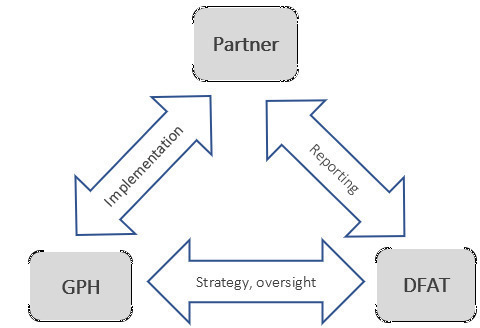 Partner
Implementation
Reporting
GPH
Strategy, oversight
DFAT